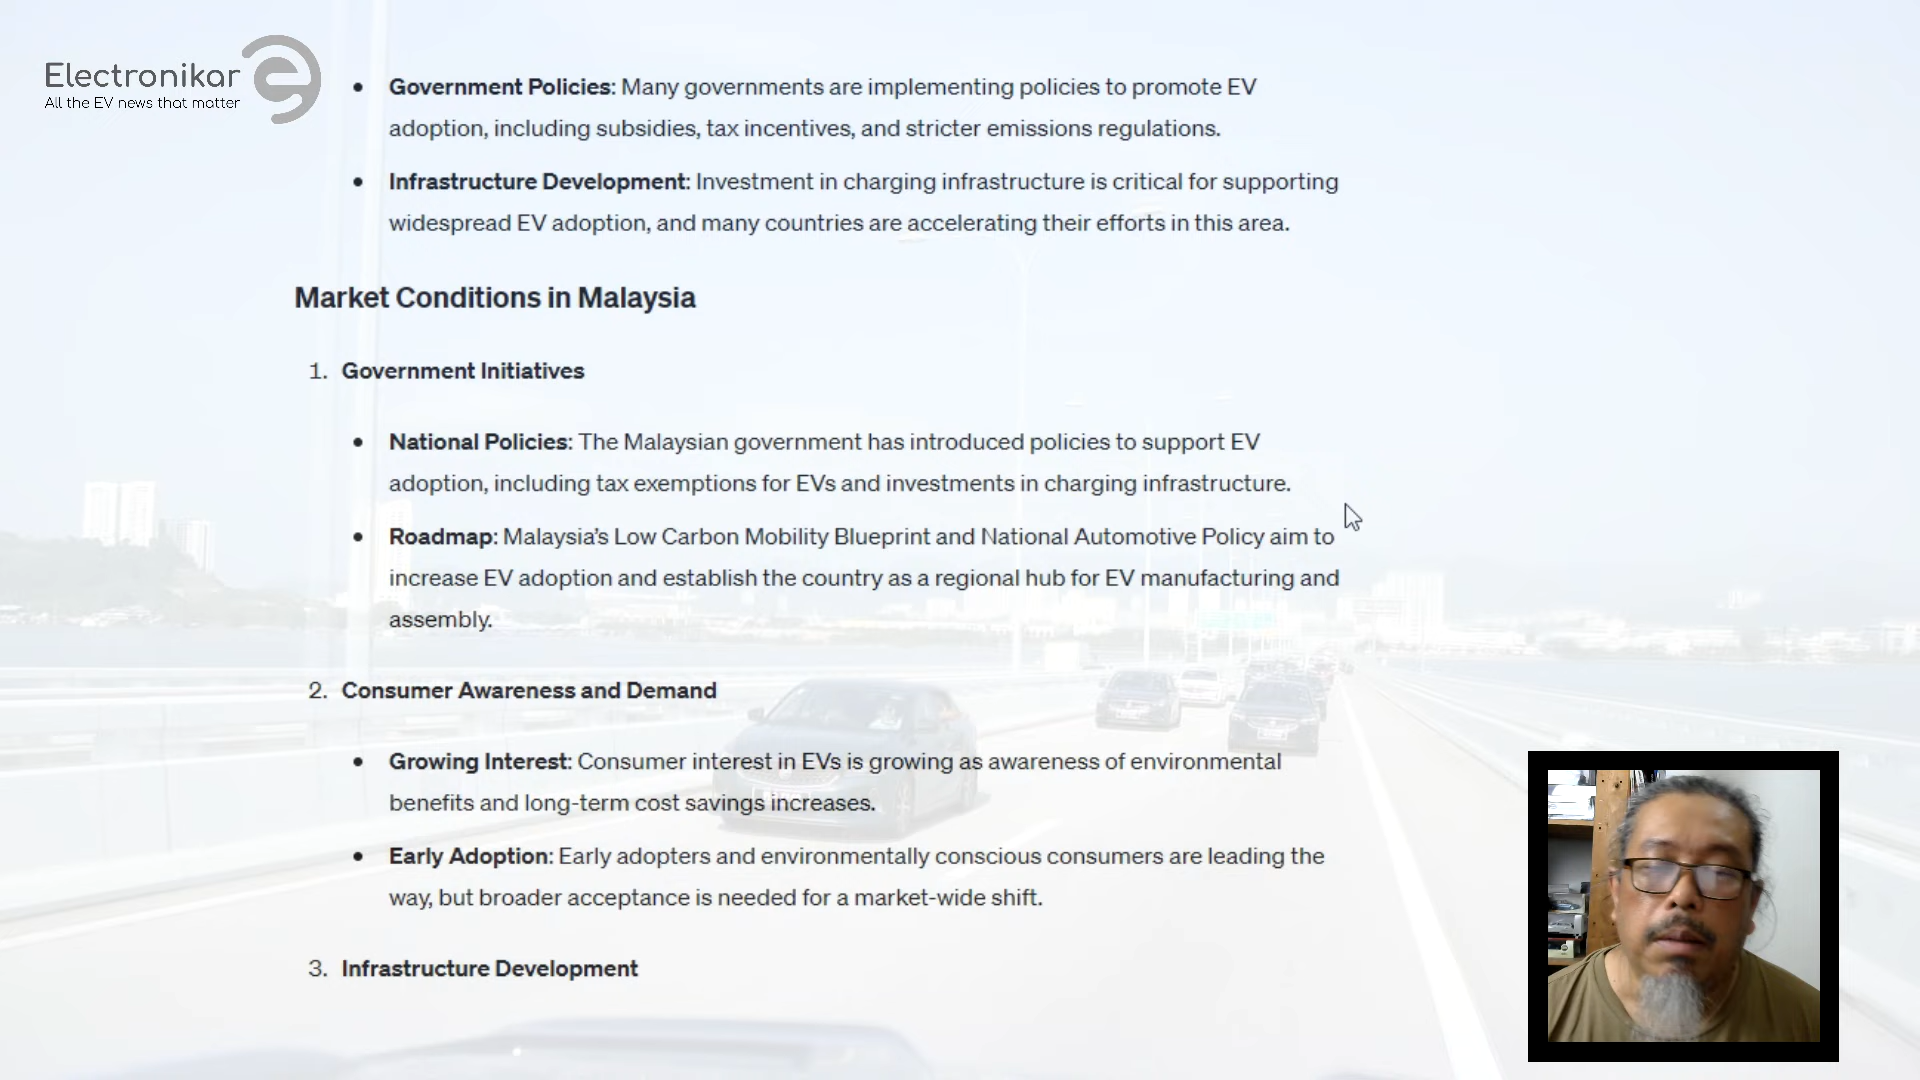 Electronikar
All the EV news that matter
• Government Policies: Many governments are implementing policies to promote EV
adoption, including subsidies, tax incentives, and stricter emissions regulations.
• Infrastructure Development: Investment in charging infrastructure is critical for supporting
widespread EV adoption, and many countries are accelerating their efforts in this area.
Market Conditions in Malaysia
1. Government Initiatives
• National Policies: The Malaysian government has introduced policies to support EV
adoption, including tax exemptions for EVs and investments in charging infrastructure.
• Roadmap: Malaysia’s Low Carbon Mobility Blueprint and National Automotive Policy aim to
increase EV adoption and establish the country as a regional hub for EV manufacturing and
assembly.
2. Consumer Awareness and Demand
• Growing Interest: Consumer interest in EVs is growing as awareness of environmental
benefits and long-term cost savings increases.
• Early Adoption: Early adopters and environmentally conscious consumers are leading the
way, but broader acceptance is needed for a market-wide shift.
3. Infrastructure Development